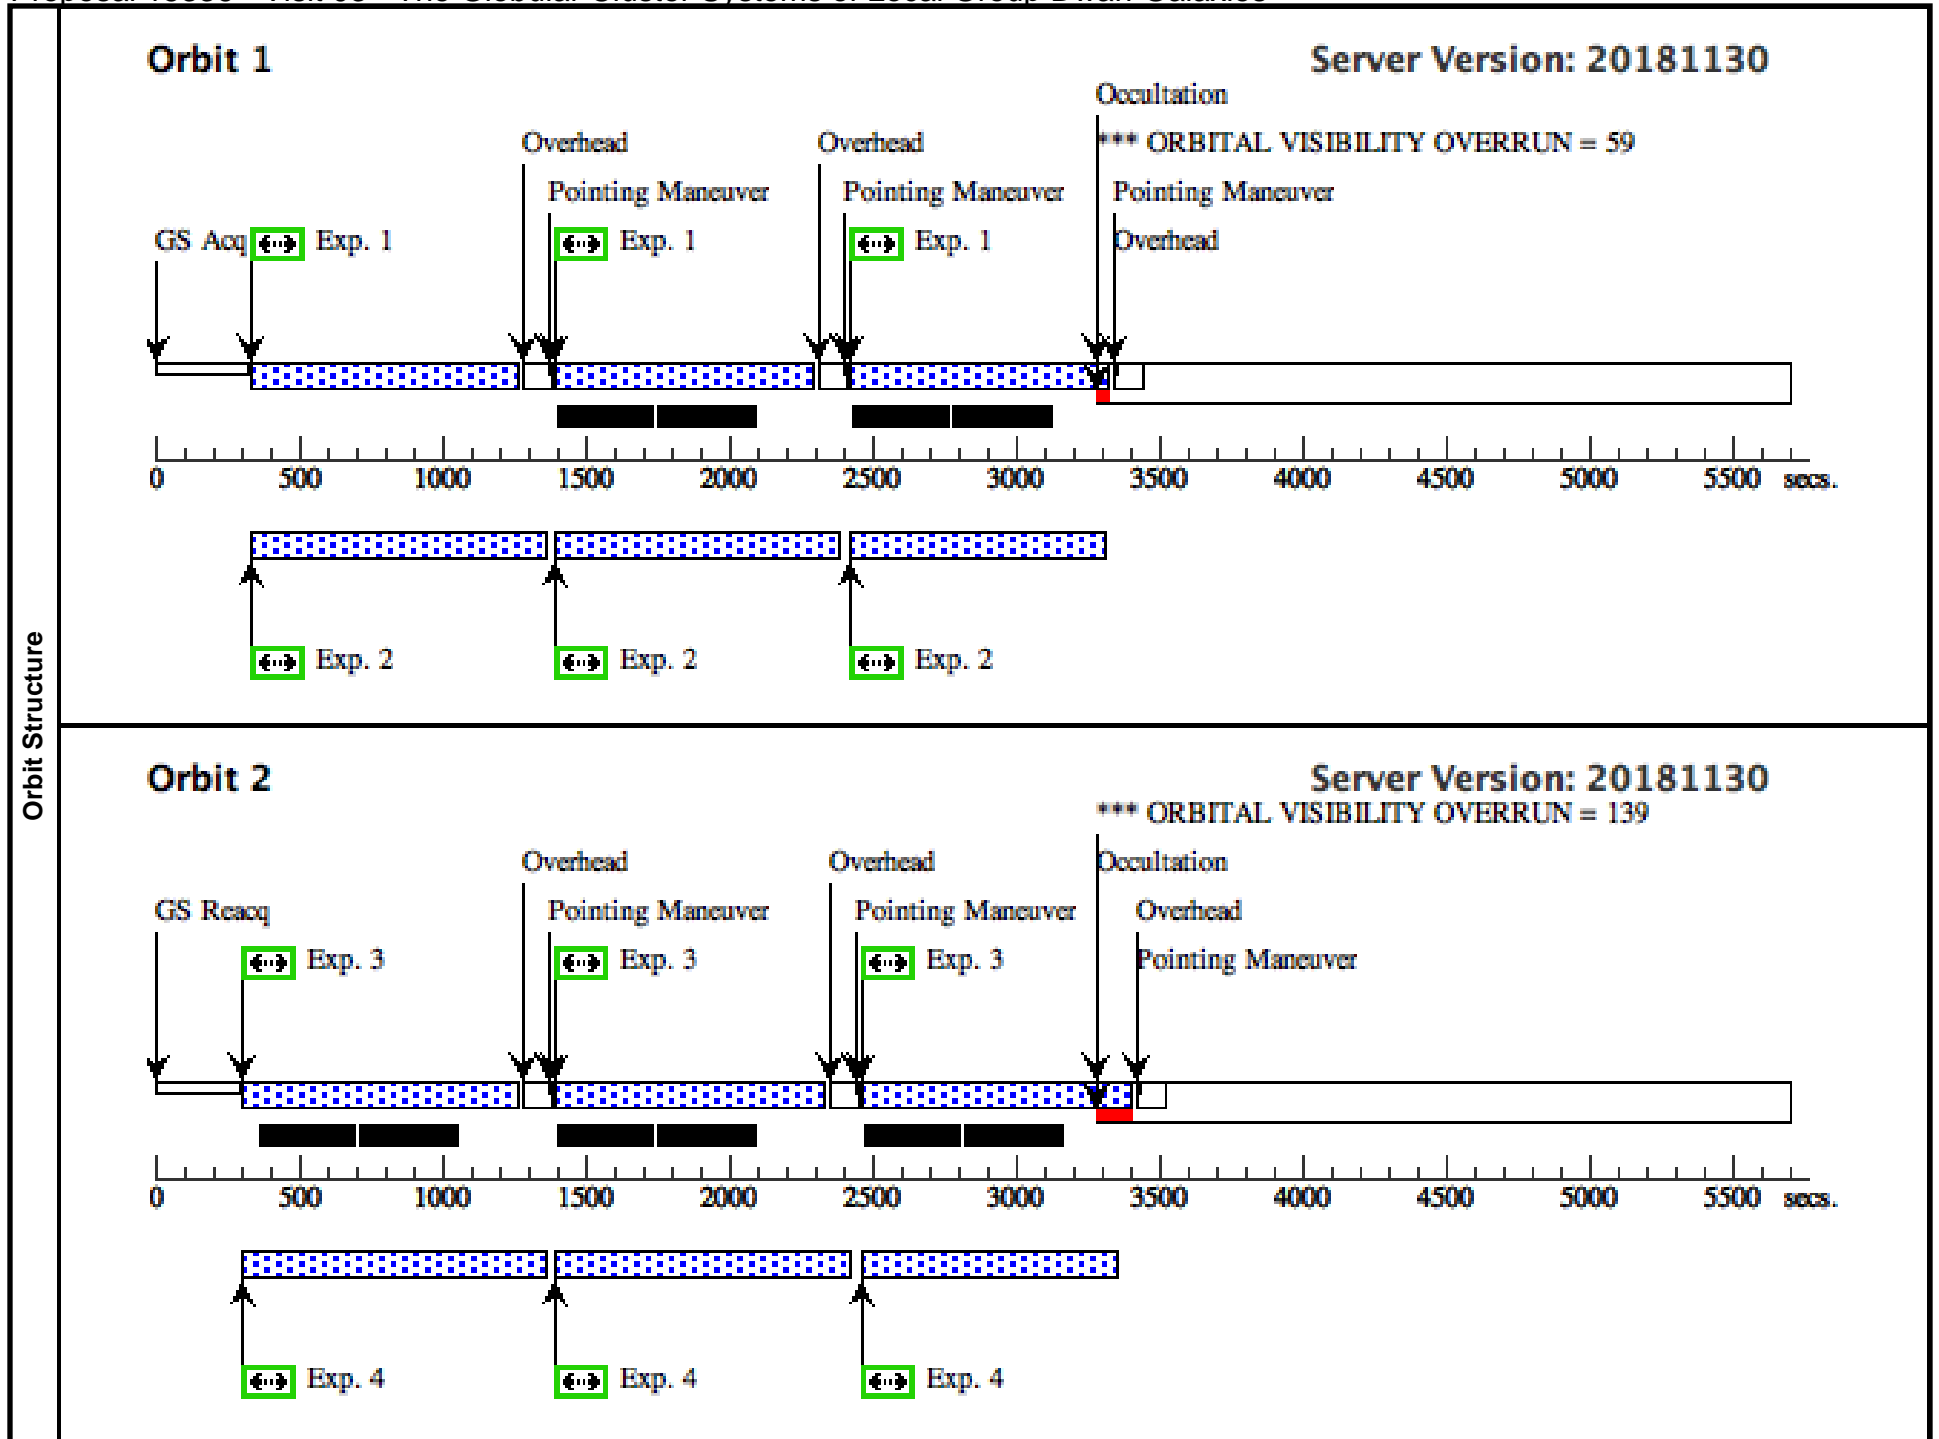 Orbit Structure
Orbit 1
Server Version: 20181130
Occultation
Overhead
Overhead
*** ORBITAL VISIBILITY OVERRUN = 59
Pointing Maneuver
Pointing Maneuver
Pointing Maneuver
GS Acq
Exp. 1
Exp. 1
Exp. 1
Overhead
0 500 1000 1500 2000 2500 3000 3500 4000 4500 5000 5500 secs.
Exp. 2
Exp. 2
Exp. 2
Orbit 2
Server Version: 20181130
*** ORBITAL VISIBILITY OVERRUN = 139
Overhead
Overhead
Occultation
GS Reacq
Pointing Maneuver
Pointing Maneuver
Overhead
Exp. 3
Exp. 3
Exp. 3
Pointing Maneuver
0 500 1000 1500 2000 2500 3000 3500 4000 4500 5000 5500 secs.
Exp. 4
Exp. 4
Exp. 4